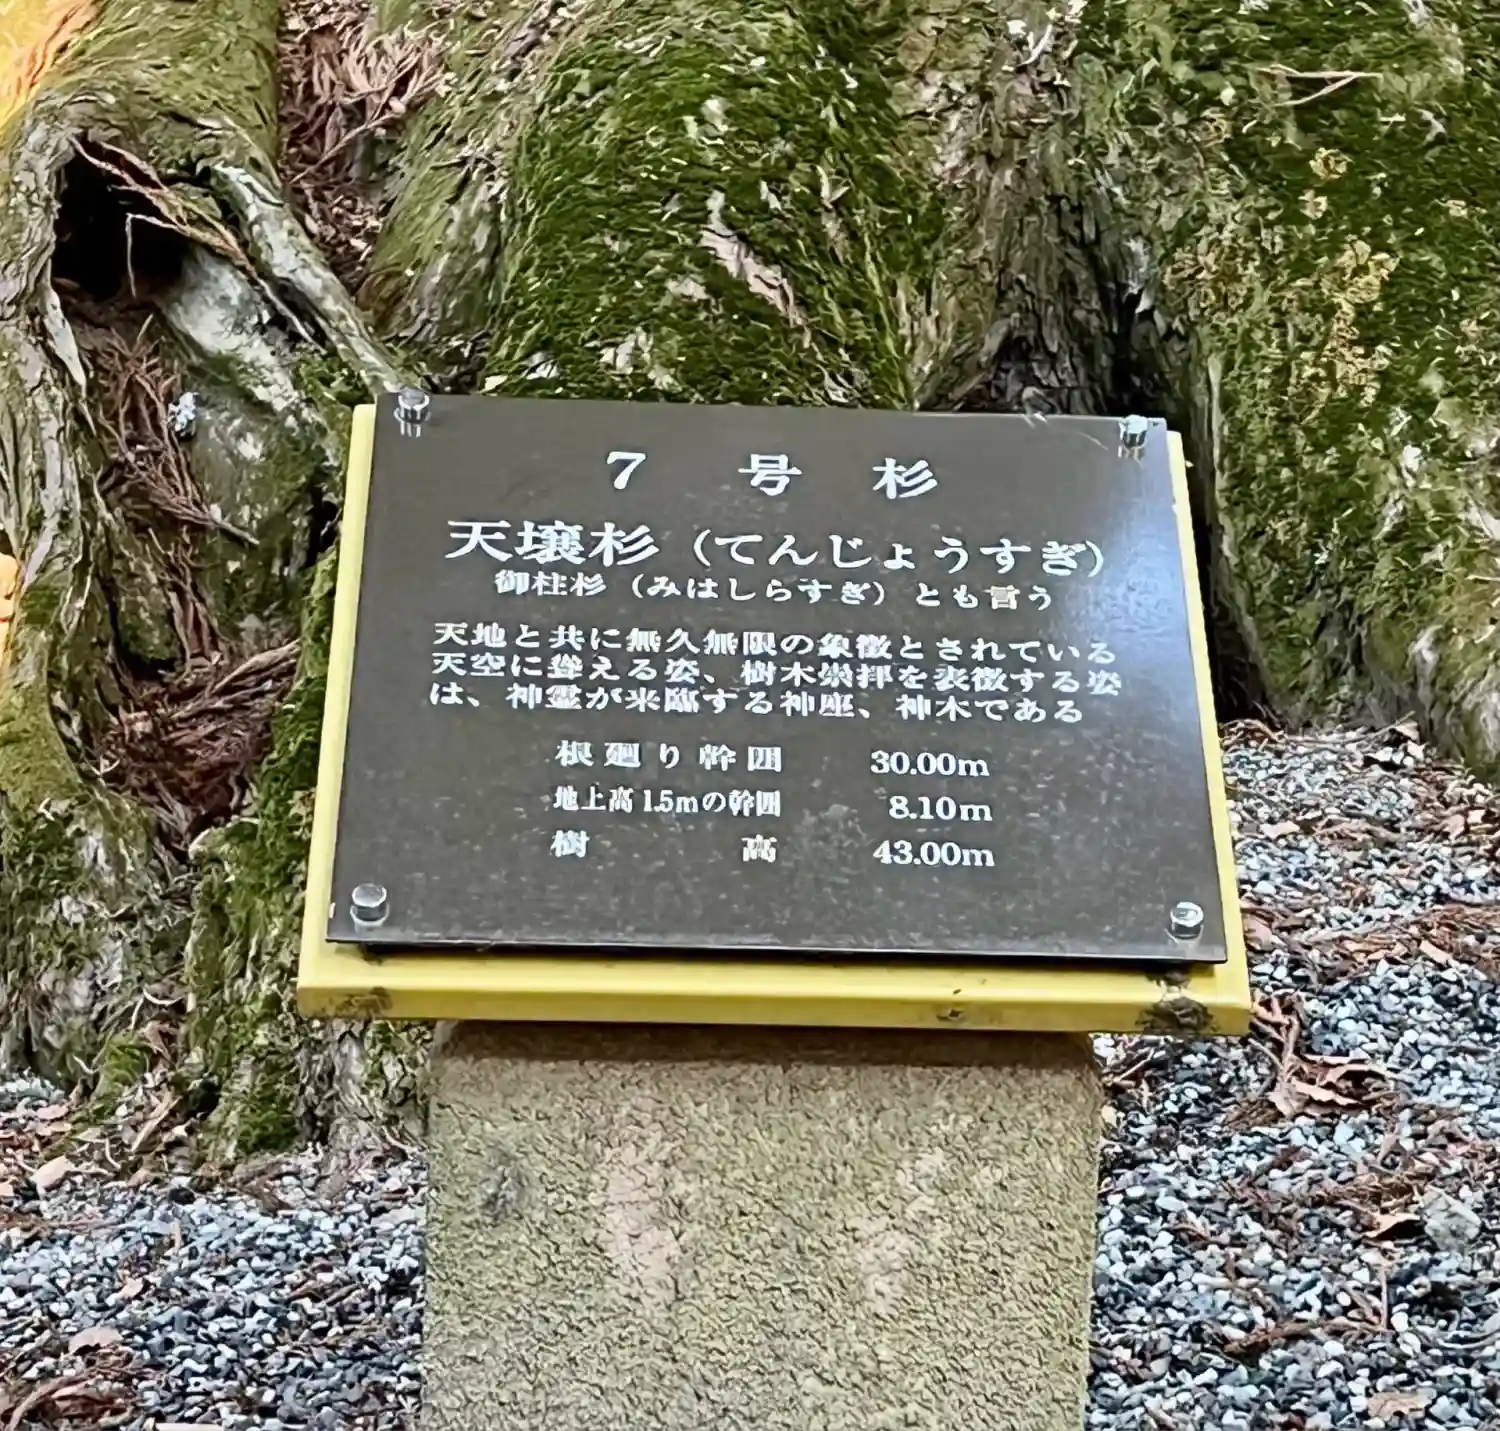 7 号 杉
天壌杉（てんじょうすぎ）
御柱杉（みはしらすぎ）とも言う
天地と共に無久無限の象徴とされている
天空に聳える姿、樹木崇拝を表徴する姿
は、神霊が来臨する神座、神木である
根廻り幹囲 30.00m
地上高1.5mの幹囲 8.10m
樹 高 43.00m